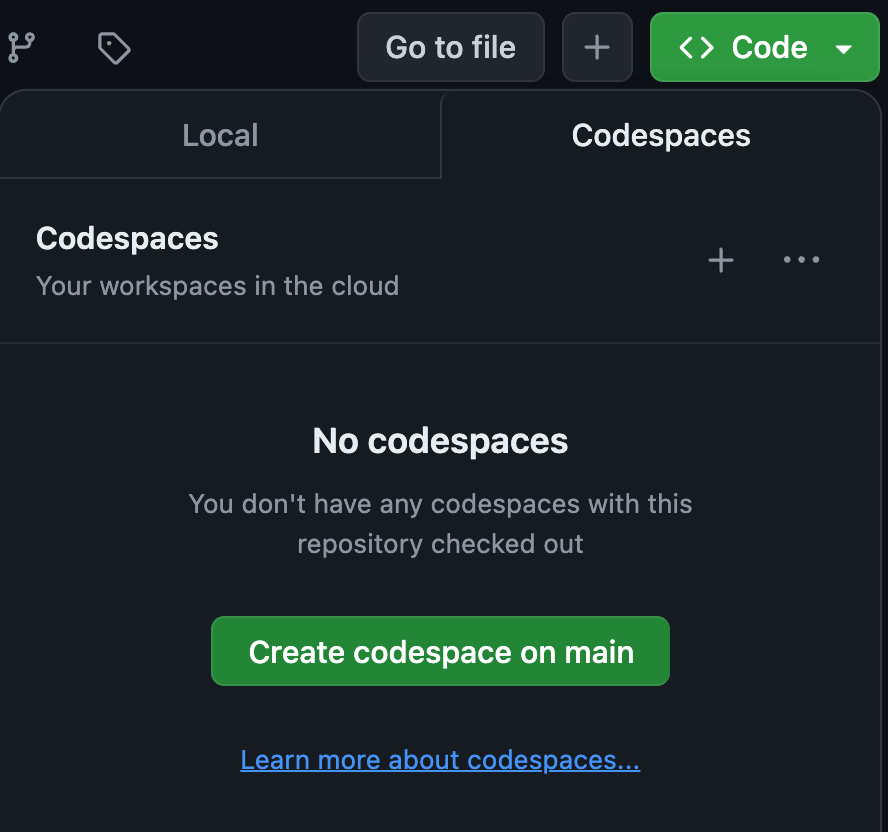 Go to file
Code
Local
Codespaces
Codespaces
Your workspaces in the cloud
No codespaces
You don't have any codespaces with this
repository checked out
Create codespace on main
Learn more about codespaces...